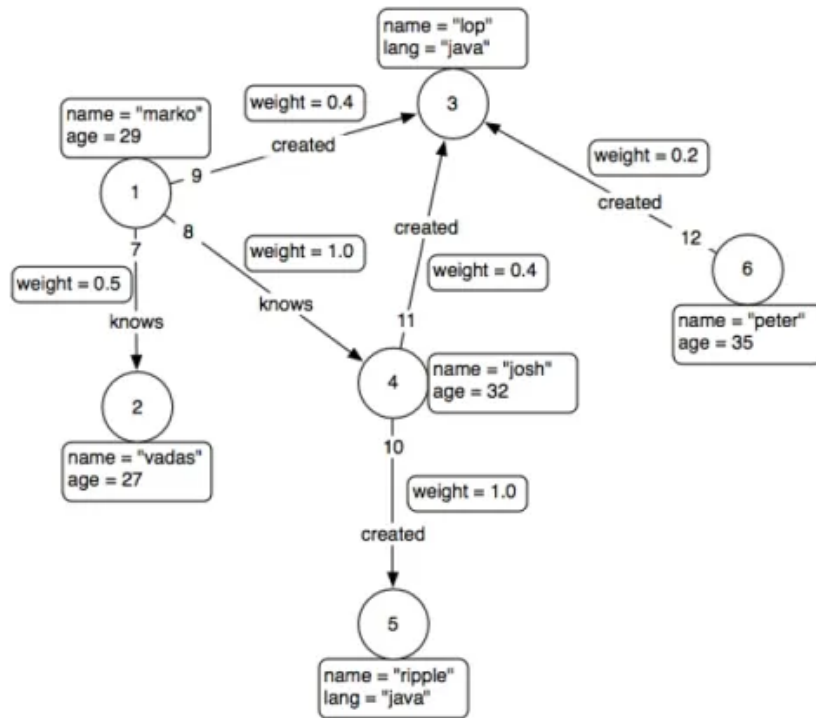 name = "lop"
lang = "java"
weight = 0.4
3
name = "marko"
age = 29
created
9
1
weight = 0.2
created
8
7
created
12
weight = 1.0
weight = 0.5
weight = 0.4
6
knows
knows
11
name = "peter"
age = 35
4
name = "josh"
age = 32
2
10
name = "vadas"
age = 27
weight = 1.0
created
5
name = "ripple"
lang = "java"